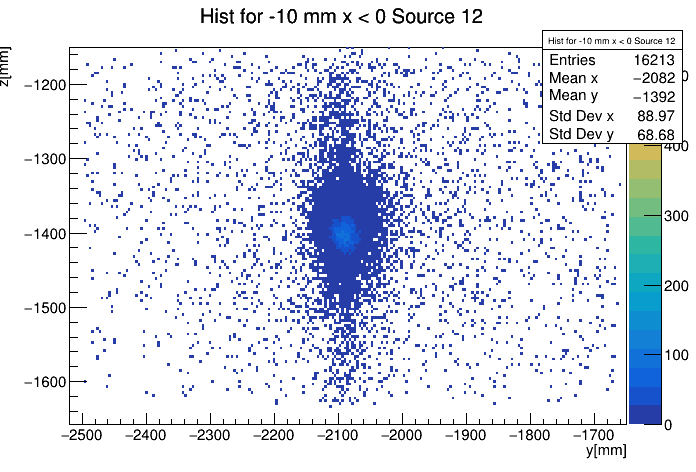 Hist for -10 mm x < 0 Source 12
z[mm]
Hist for -10 mm x < 0 Source 12
Entries 16213
Mean x −2082
Mean y −1392
Std Dev x 88.97
Std Dev y 68.68
−1200
−1300
−1400
−1500
−1600
400
300
200
100
0
−2500 −2400 −2300 −2200 −2100 −2000 −1900 −1800 −1700
y[mm]